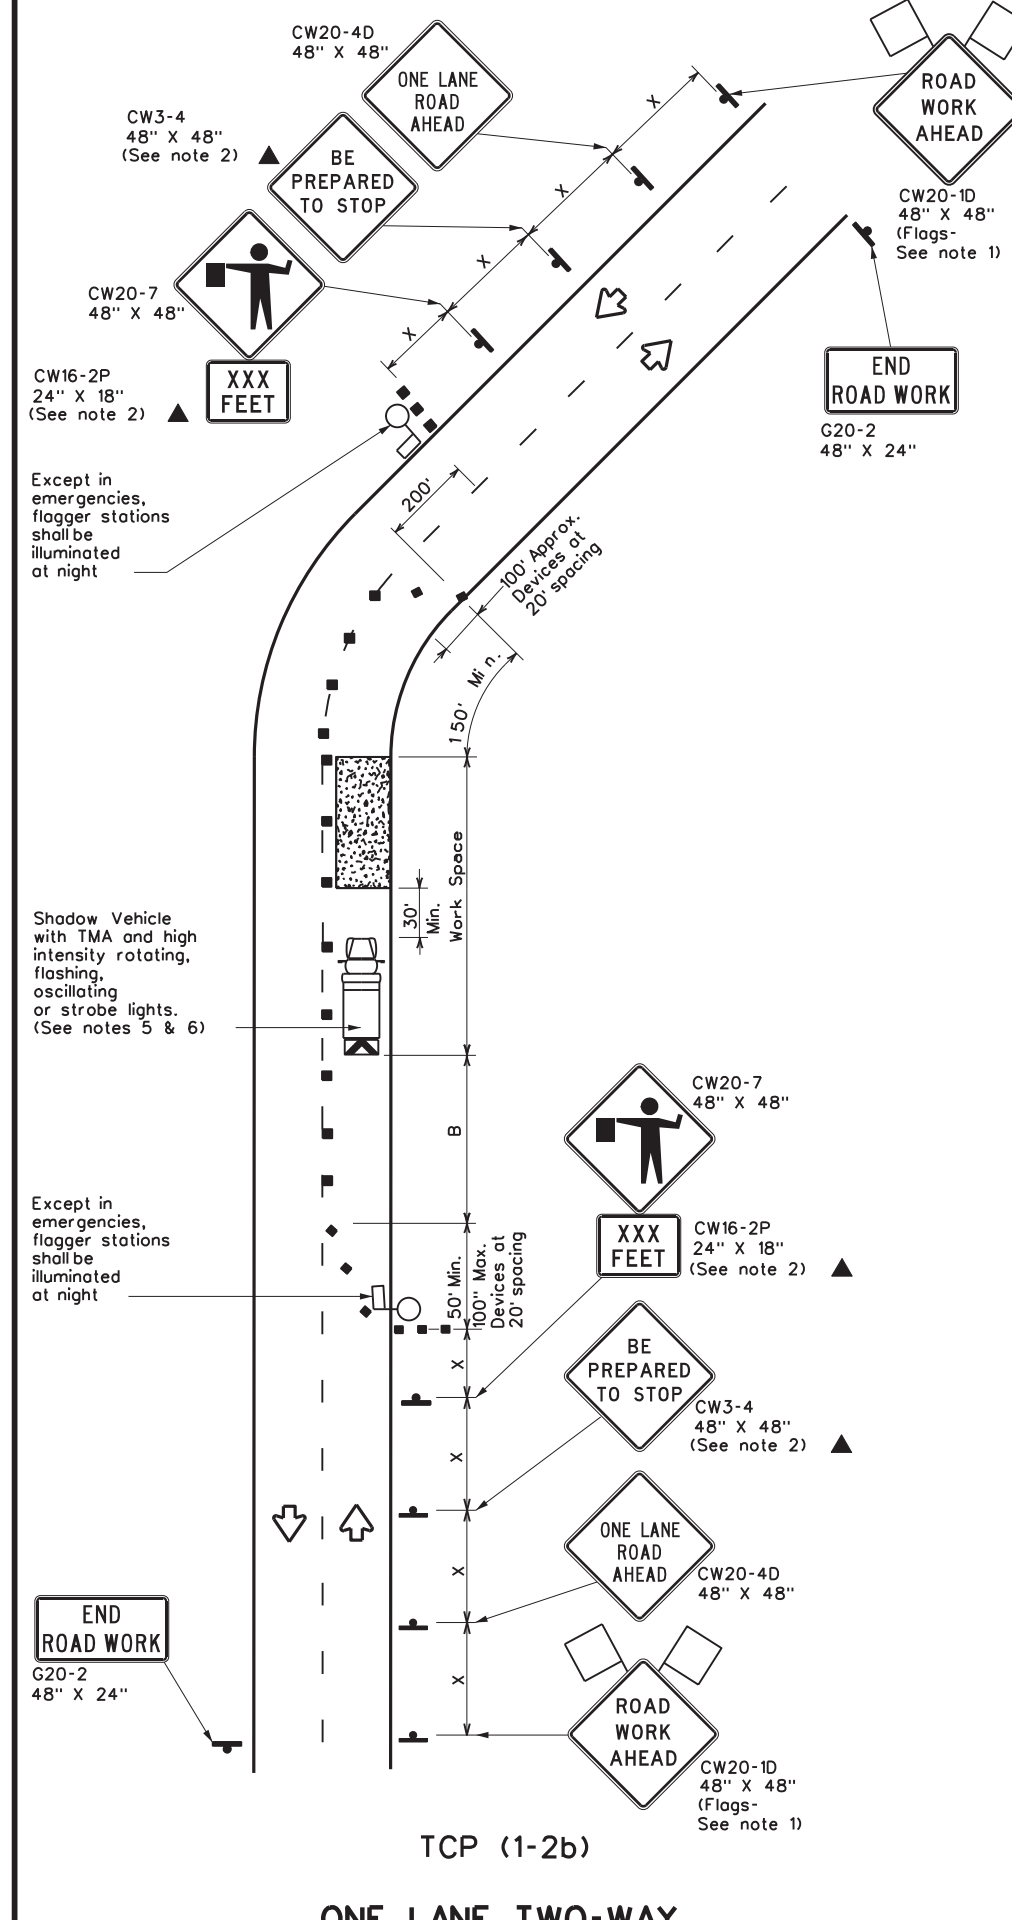 CW20-4D
48" X 48"
ONE LANE
ROAD
AHEAD
ROAD
WORK
AHEAD
CW20-1D
48" X 48"
(Flags-
See note 1)
CW3-4
48" X 48"
(See note 2)
BE
PREPARED
TO STOP
X
X
X
X
CW20-7
48" X 48"
CW16-2P
24" X 18"
(See note 2)
XXX
FEET
END
ROAD WORK
G20-2
48" X 24"
Except in
emergencies,
flagger stations
shall be
illuminated
at night
200'
100' Approx.
Devices at
20' spacing
150' Min.
Work Space
30'
Min.
Shadow Vehicle
with TMA and high
intensity rotating,
flashing,
oscillating
or strobe lights.
(See notes 5 & 6)
B
CW20-7
48" X 48"
XXX
FEET
CW16-2P
24" X 18"
(See note 2)
Except in
emergencies,
flagger stations
shall be
illuminated
at night
50' Min.
100" Max.
Devices at
20' spacing
X
BE
PREPARED
TO STOP
CW3-4
48" X 48"
(See note 2)
X
ONE LANE
ROAD
AHEAD
CW20-4D
48" X 48"
X
END
ROAD WORK
G20-2
48" X 24"
X
ROAD
WORK
AHEAD
CW20-1D
48" X 48"
(Flags-
See note 1)
TCP (1-2b)
ONE LANE TWO-WAY